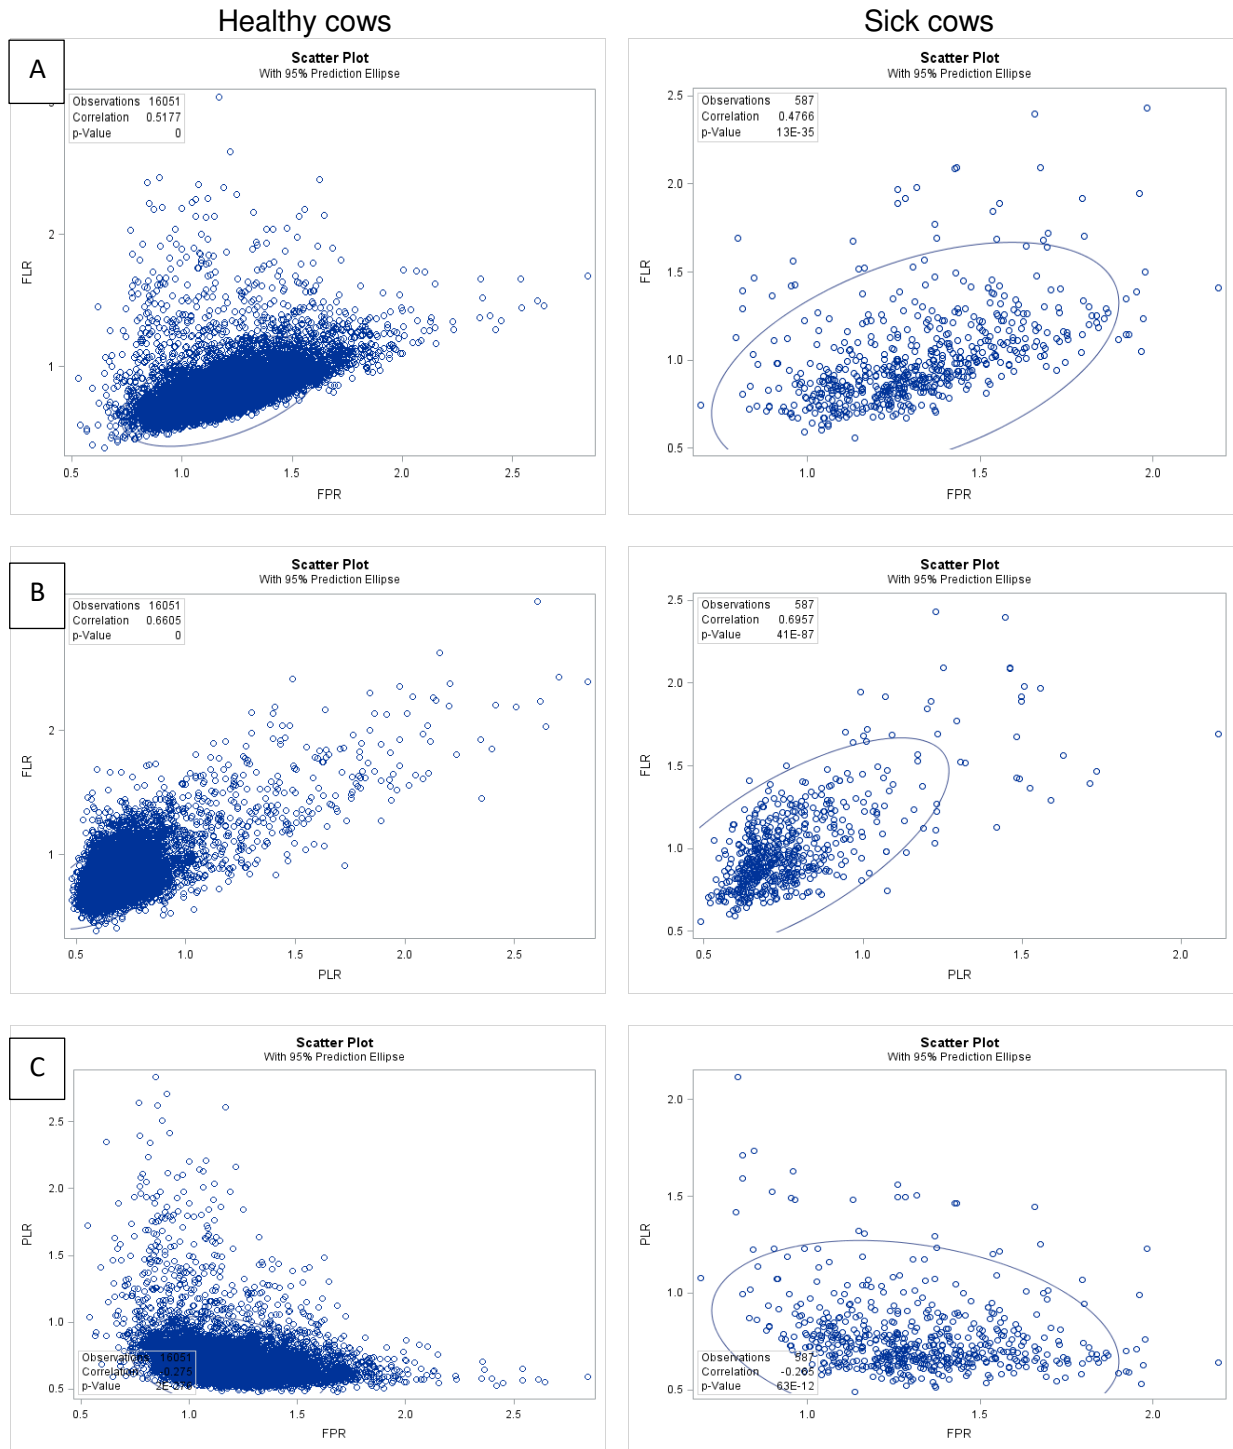 Healthy cows
Sick cows
A
Scatter Plot
With 95% Prediction Ellipse
Observations 16051
Correlation 0.5177
p-Value 0
2
1
FLR
0.5 1.0 1.5 2.0 2.5
FPR
Scatter Plot
With 95% Prediction Ellipse
Observations 587
Correlation 0.4766
p-Value 13E-35
2.5
2.0
1.5
1.0
0.5
FLR
1.0 1.5 2.0
FPR
B
Scatter Plot
With 95% Prediction Ellipse
Observations 16051
Correlation 0.6605
p-Value 0
2
1
FLR
0.5 1.0 1.5 2.0 2.5
PLR
Scatter Plot
With 95% Prediction Ellipse
Observations 587
Correlation 0.6957
p-Value 41E-87
2.5
2.0
1.5
1.0
0.5
FLR
0.5 1.0 1.5 2.0
PLR
C
Scatter Plot
With 95% Prediction Ellipse
2.5
2.0
1.5
1.0
0.5
PLR
Observations 16051
Correlation -0.275
p-Value
0.5 1.0 1.5 2.0 2.5
FPR
Scatter Plot
With 95% Prediction Ellipse
2.0
1.5
1.0
0.5
PLR
Observations 587
Correlation
p-Value 63E-12
1.0 1.5 2.0
FPR